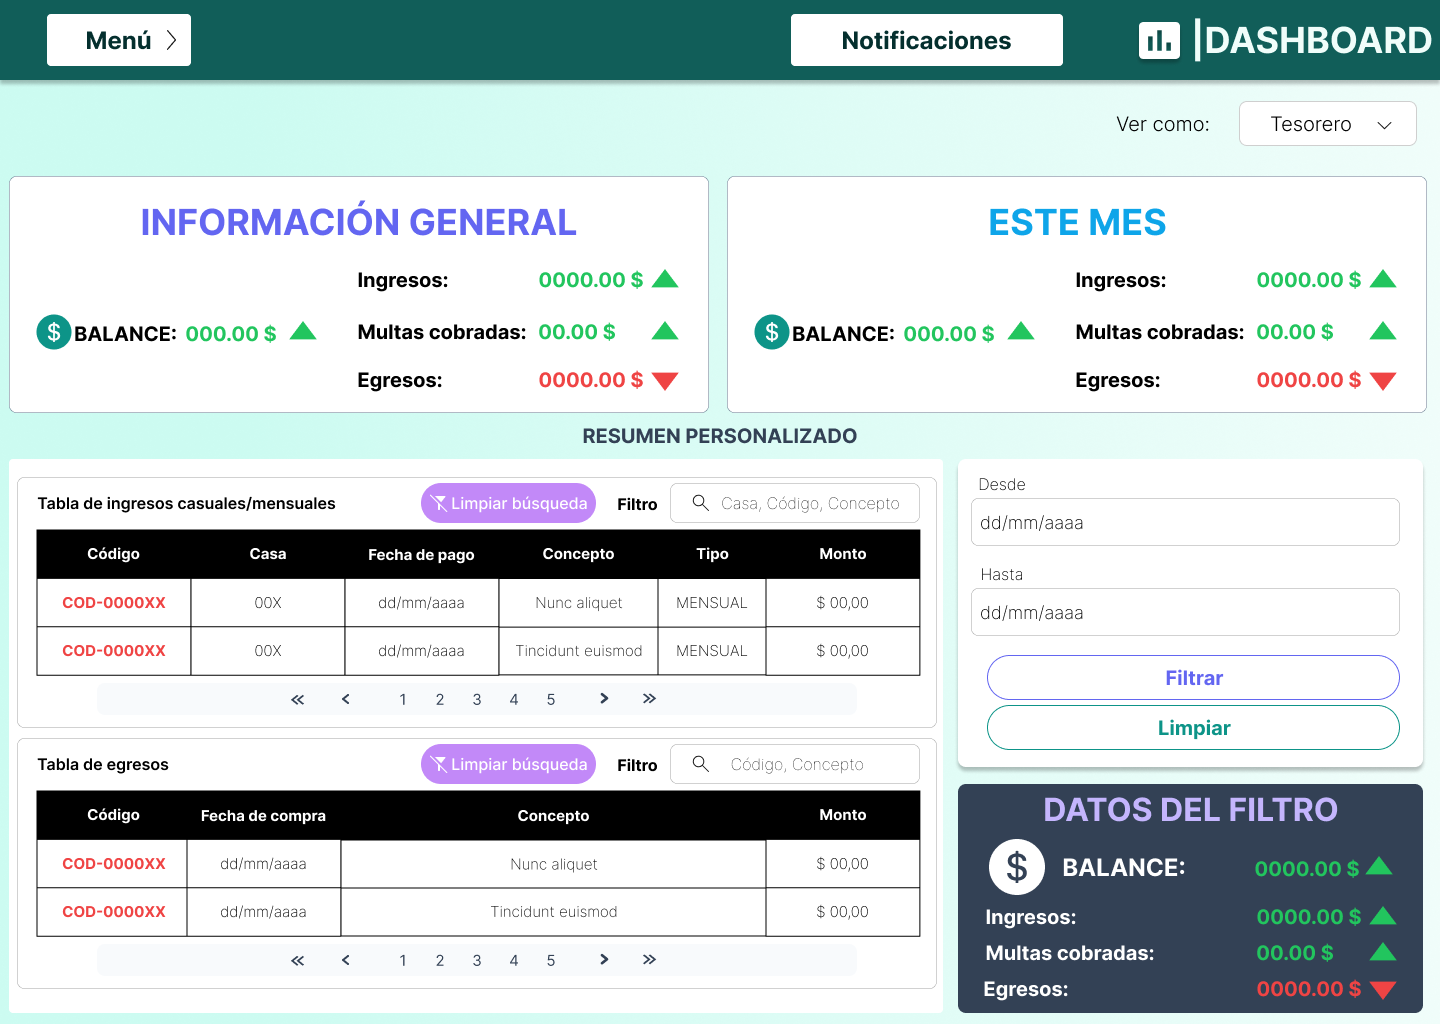 Menú
Notificaciones
|DASHBOARD
Ver como:
Tesorero
INFORMACIÓN GENERAL
Ingresos: 0000.00 $
BALANCE: 000.00 $
Multas cobradas: 00.00 $
Egresos: 0000.00 $
ESTE MES
Ingresos: 0000.00 $
BALANCE: 000.00 $
Multas cobradas: 00.00 $
Egresos: 0000.00 $
RESUMEN PERSONALIZADO
Tabla de ingresos casuales/mensuales
Limpiar búsqueda
Filtro
Casa, Código, Concepto
Código Casa Fecha de pago Concepto Tipo Monto
COD-0000XX 00X dd/mm/aaaa Nunc aliquet MENSUAL $ 00,00
COD-0000XX 00X dd/mm/aaaa Tincidunt euismod MENSUAL $ 00,00
« < 1 2 3 4 5 > »
Tabla de egresos
Limpiar búsqueda
Filtro
Código, Concepto
Código Fecha de compra Concepto Monto
COD-0000XX dd/mm/aaaa Nunc aliquet $ 00,00
COD-0000XX dd/mm/aaaa Tincidunt euismod $ 00,00
« < 1 2 3 4 5 > »
Desde
dd/mm/aaaa
Hasta
dd/mm/aaaa
Filtrar
Limpiar
DATOS DEL FILTRO
$ BALANCE: 0000.00 $
Ingresos: 0000.00 $
Multas cobradas: 00.00 $
Egresos: 0000.00 $